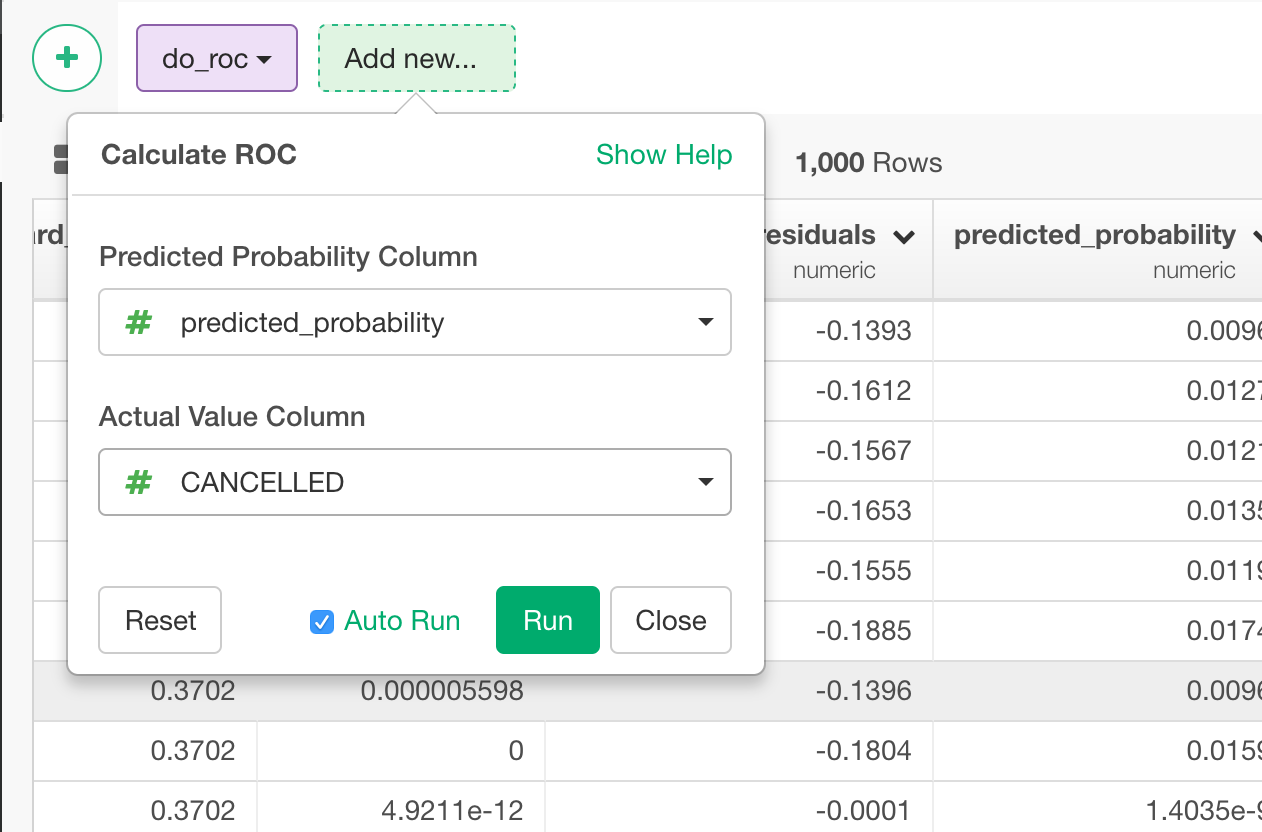 +
do_roc
Add new...
Calculate ROC
Show Help
1,000 Rows
Predicted Probability Column
# predicted_probability
Actual Value Column
# CANCELLED
Reset
Auto Run
Run
Close
ard_
esiduals
predicted_probability
numeric
numeric
-0.1393 0.0096
-0.1612 0.0127
-0.1567 0.0121
-0.1653 0.0135
-0.1555 0.0119
-0.1885 0.0174
0.3702 0.000005598 -0.1396 0.0096
0.3702 0 -0.1804 0.0159
0.3702 4.9211e-12 -0.0001 1.4035e-9